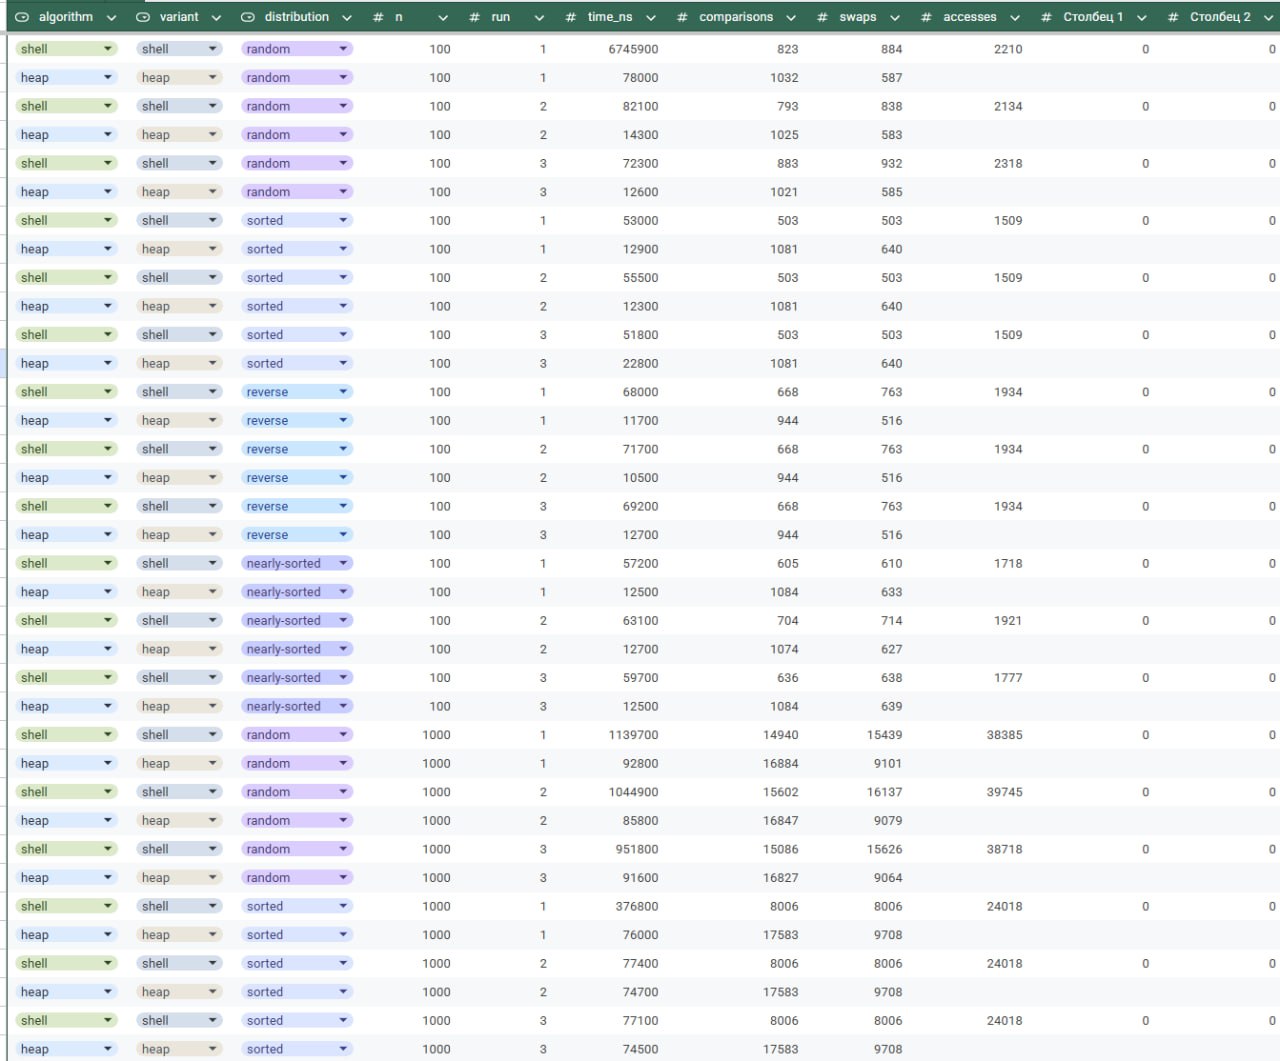 algorithm variant distribution # n # run # time_ns # comparisons # swaps # accesses # Столбец 1 # Столбец 2
shell shell random 100 1 6745900 823 884 2210 0 0
heap heap random 100 1 78000 1032 587
shell shell random 100 2 82100 793 838 2134 0 0
heap heap random 100 2 14300 1025 583
shell shell random 100 3 72300 883 932 2318 0 0
heap heap random 100 3 12600 1021 585
shell shell sorted 100 1 53000 503 503 1509 0 0
heap heap sorted 100 1 12900 1081 640
shell shell sorted 100 2 55500 503 503 1509 0 0
heap heap sorted 100 2 12300 1081 640
shell shell sorted 100 3 51800 503 503 1509 0 0
heap heap sorted 100 3 22800 1081 640
shell shell reverse 100 1 68000 668 763 1934 0 0
heap heap reverse 100 1 11700 944 516
shell shell reverse 100 2 71700 668 763 1934 0 0
heap heap reverse 100 2 10500 944 516
shell shell reverse 100 3 69200 668 763 1934 0 0
heap heap reverse 100 3 12700 944 516
shell shell nearly-sorted 100 1 57200 605 610 1718 0 0
heap heap nearly-sorted 100 1 12500 1084 633
shell shell nearly-sorted 100 2 63100 704 714 1921 0 0
heap heap nearly-sorted 100 2 12700 1074 627
shell shell nearly-sorted 100 3 59700 636 638 1777 0 0
heap heap nearly-sorted 100 3 12500 1084 639
shell shell random 1000 1 1139700 14940 15439 38385 0 0
heap heap random 1000 1 92800 16884 9101
shell shell random 1000 2 1044900 15602 16137 39745 0 0
heap heap random 1000 2 85800 16847 9079
shell shell random 1000 3 951800 15086 15626 38718 0 0
heap heap random 1000 3 91600 16827 9064
shell shell sorted 1000 1 376800 8006 8006 24018 0 0
heap heap sorted 1000 1 76000 17583 9708
shell shell sorted 1000 2 77400 8006 8006 24018 0 0
heap heap sorted 1000 2 74700 17583 9708
shell shell sorted 1000 3 77100 8006 8006 24018 0 0
heap heap sorted 1000 3 74500 17583 9708